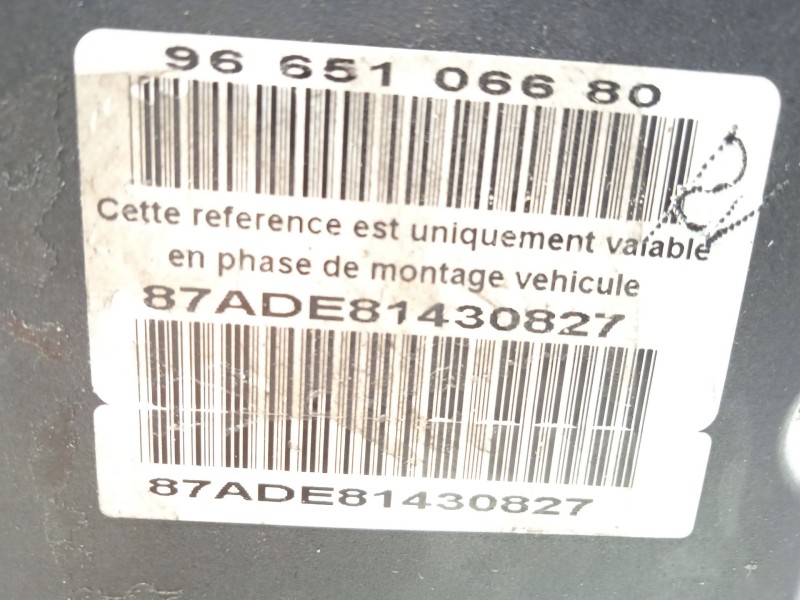 96 651 066 80
Cette reference est uniquement valable
en phase de montage vehicule
87ADE81430827
87ADE81430827